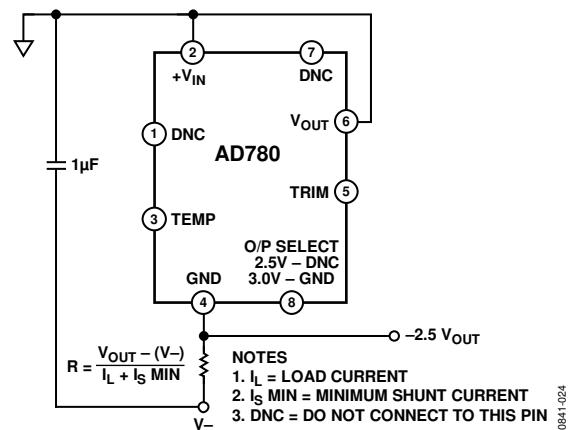 2
7
+VIN
DNC
VOUT 6
1 DNC
AD780
1µF
TRIM 5
3 TEMP
O/P SELECT
2.5V – DNC
3.0V – GND
GND
4
8
–2.5 VOUT
R = VOUT – (V–)
IL + IS MIN
V–
NOTES
1. IL = LOAD CURRENT
2. IS MIN = MINIMUM SHUNT CURRENT
3. DNC = DO NOT CONNECT TO THIS PIN
0841-024